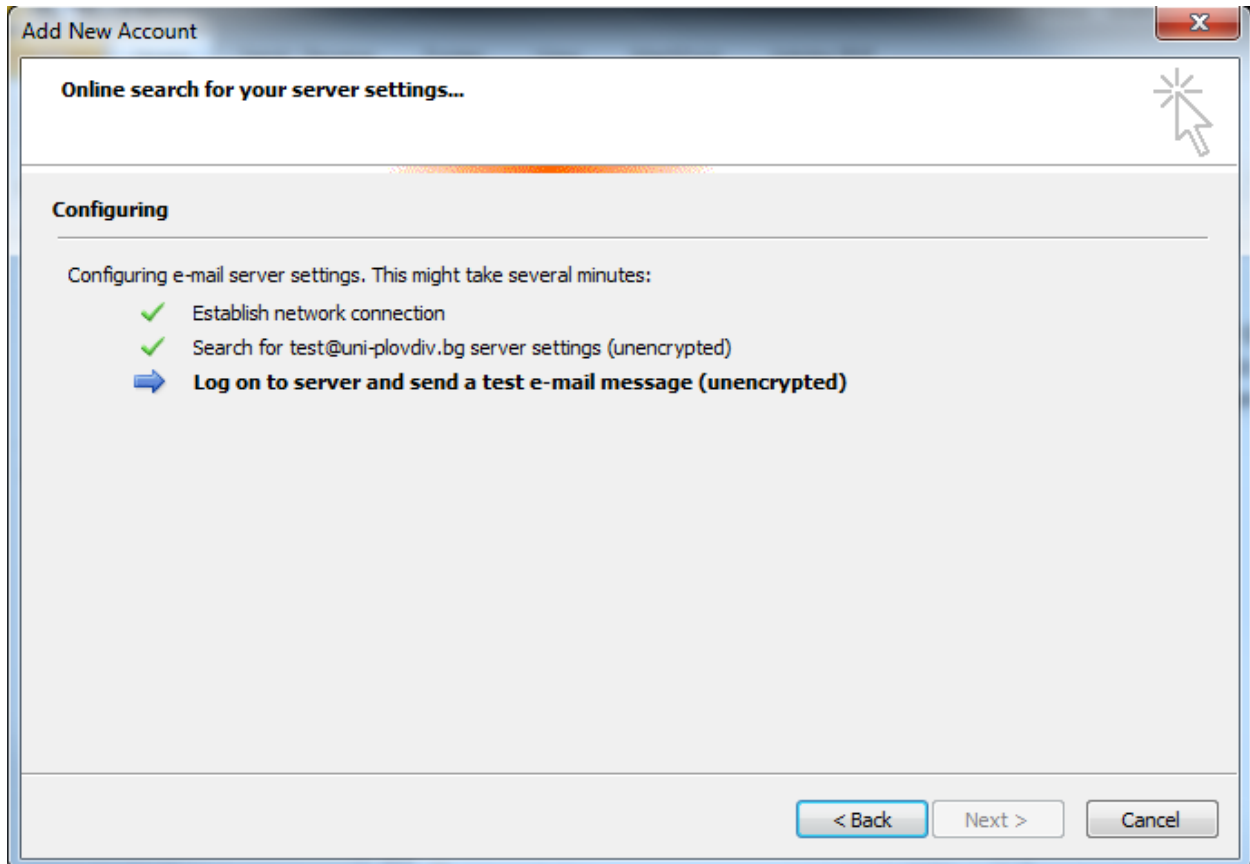 Add New Account
Online search for your server settings...
Configuring
Configuring e-mail server settings. This might take several minutes:
Establish network connection
Search for test@uni-plovdiv.bg server settings (unencrypted)
Log on to server and send a test e-mail message (unencrypted)
< Back Next > Cancel